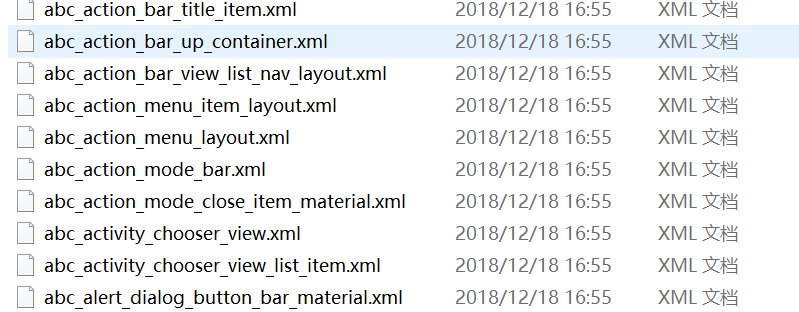 abc_action_bar_title_item.xml 2018/12/18 16:55 XML 文档
abc_action_bar_up_container.xml 2018/12/18 16:55 XML 文档
abc_action_bar_view_list_nav_layout.xml 2018/12/18 16:55 XML 文档
abc_action_menu_item_layout.xml 2018/12/18 16:55 XML 文档
abc_action_menu_layout.xml 2018/12/18 16:55 XML 文档
abc_action_mode_bar.xml 2018/12/18 16:55 XML 文档
abc_action_mode_close_item_material.xml 2018/12/18 16:55 XML 文档
abc_activity_chooser_view.xml 2018/12/18 16:55 XML 文档
abc_activity_chooser_view_list_item.xml 2018/12/18 16:55 XML 文档
abc_alert_dialog_button_bar_material.xml 2018/12/18 16:55 XML 文档